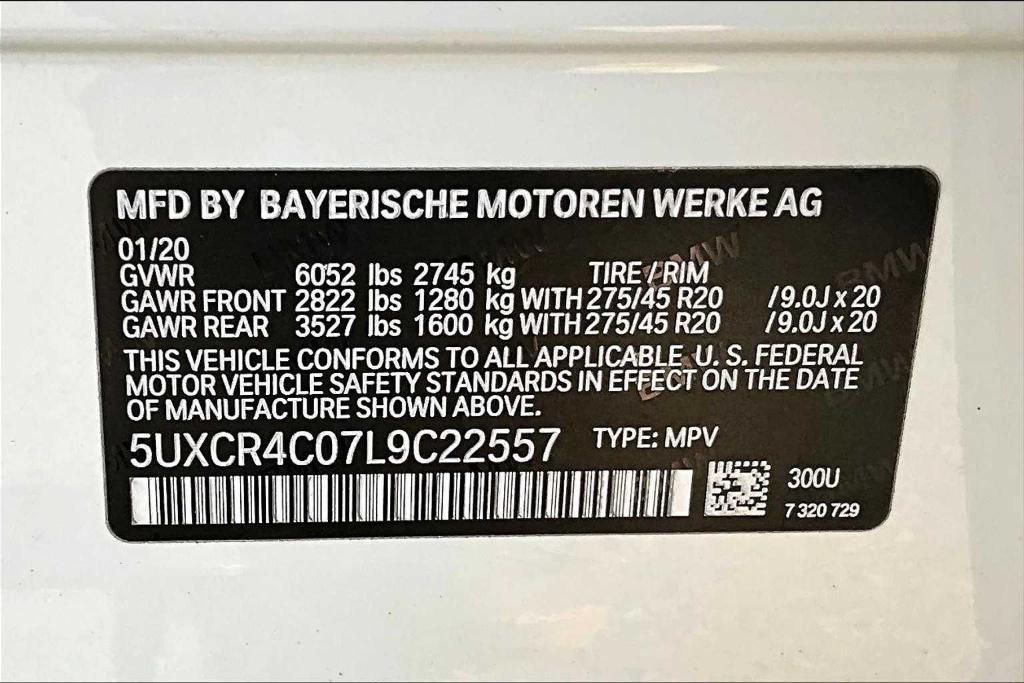 MFD BY BAYERISCHE MOTOREN WERKE AG
01/20
GVWR 6052 lbs 2745 kg TIRE/RIM
GAWR FRONT 2822 lbs 1280 kg WITH 275/45 R20 /9.0J x 20
GAWR REAR 3527 lbs 1600 kg WITH 275/45 R20 /9.0J x 20
THIS VEHICLE CONFORMS TO ALL APPLICABLE U. S. FEDERAL
MOTOR VEHICLE SAFETY STANDARDS IN EFFECT ON THE DATE
OF MANUFACTURE SHOWN ABOVE.
5UXCR4C07L9C22557 TYPE: MPV
300U
7 320 729
BMW
BMW